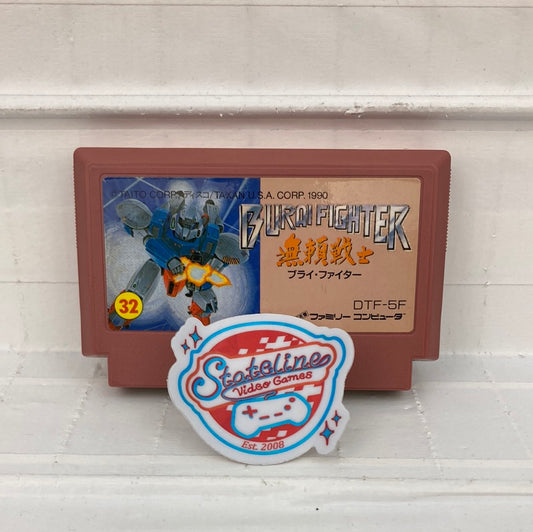 ©TAITO CORP./ディスコ/TAXAN U.S.A. CORP. 1990
BURAI FIGHTER
無頼戦士
ブライ・ファイター
32
DTF-5F
ファミリー コンピュータ
Stateline
Video Games
Est. 2008